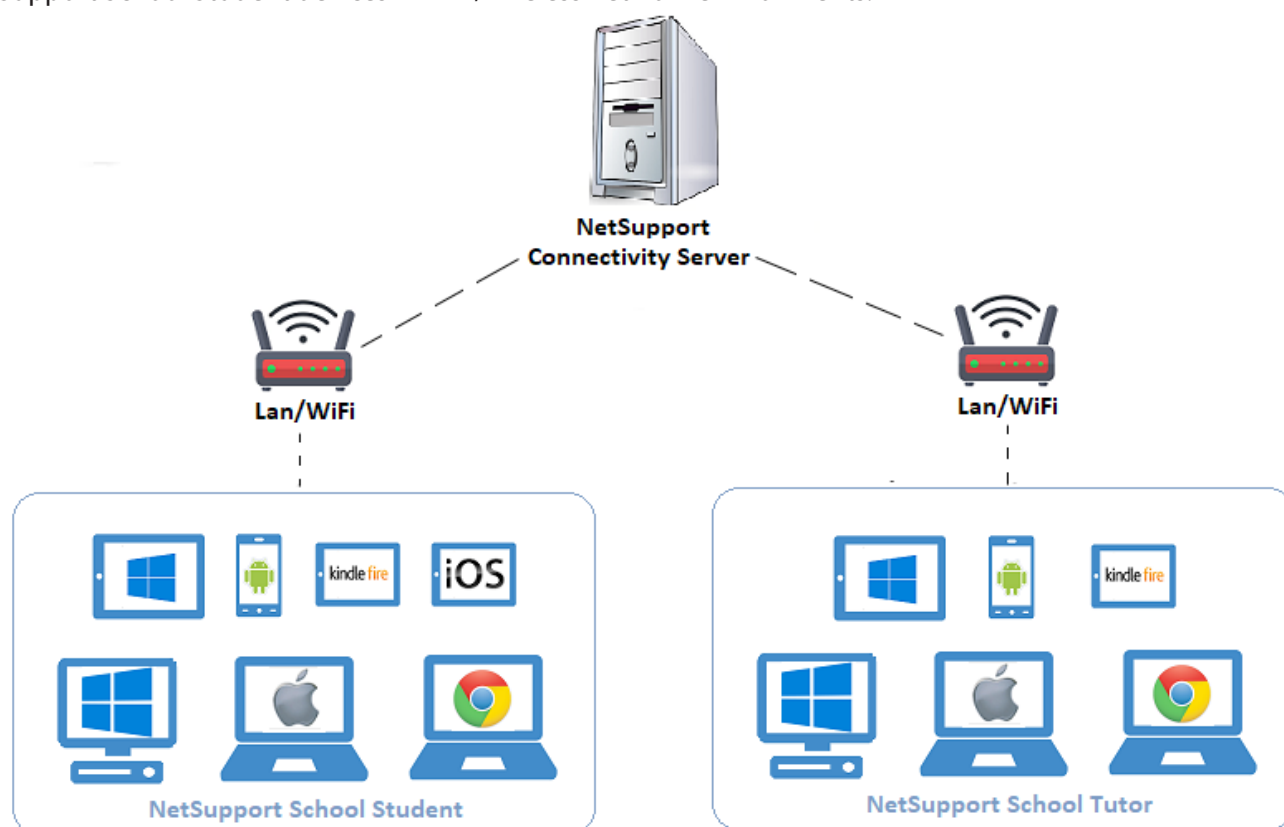 NetSupport
Connectivity Server
Lan/WiFi
Lan/WiFi
kindle fire
iOS
kindle fire
NetSupport School Student
NetSupport School Tutor